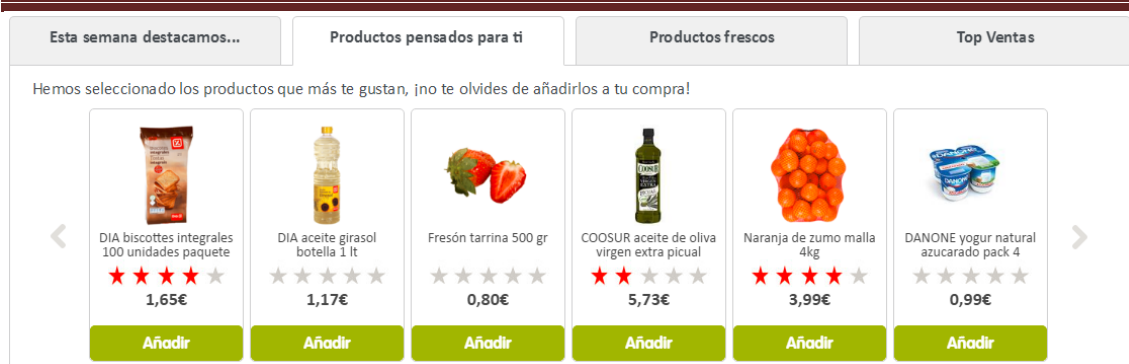 Esta semana destacamos...
Productos pensados para ti
Productos frescos
Top Ventas
Hemos seleccionado los productos que más te gustan, ¡no te olvides de añadirlos a tu compra!
COOSUR
DANONE
DIA biscottes integrales
100 unidades paquete
DIA aceite girasol
botella 1 lt
Fresón tarrina 500 gr
COOSUR aceite de oliva
virgen extra picual
Naranja de zumo malla
4kg
DANONE yogur natural
azucarado pack 4
1,65€
1,17€
0,80€
5,73€
3,99€
0,99€
Añadir
Añadir
Añadir
Añadir
Añadir
Añadir